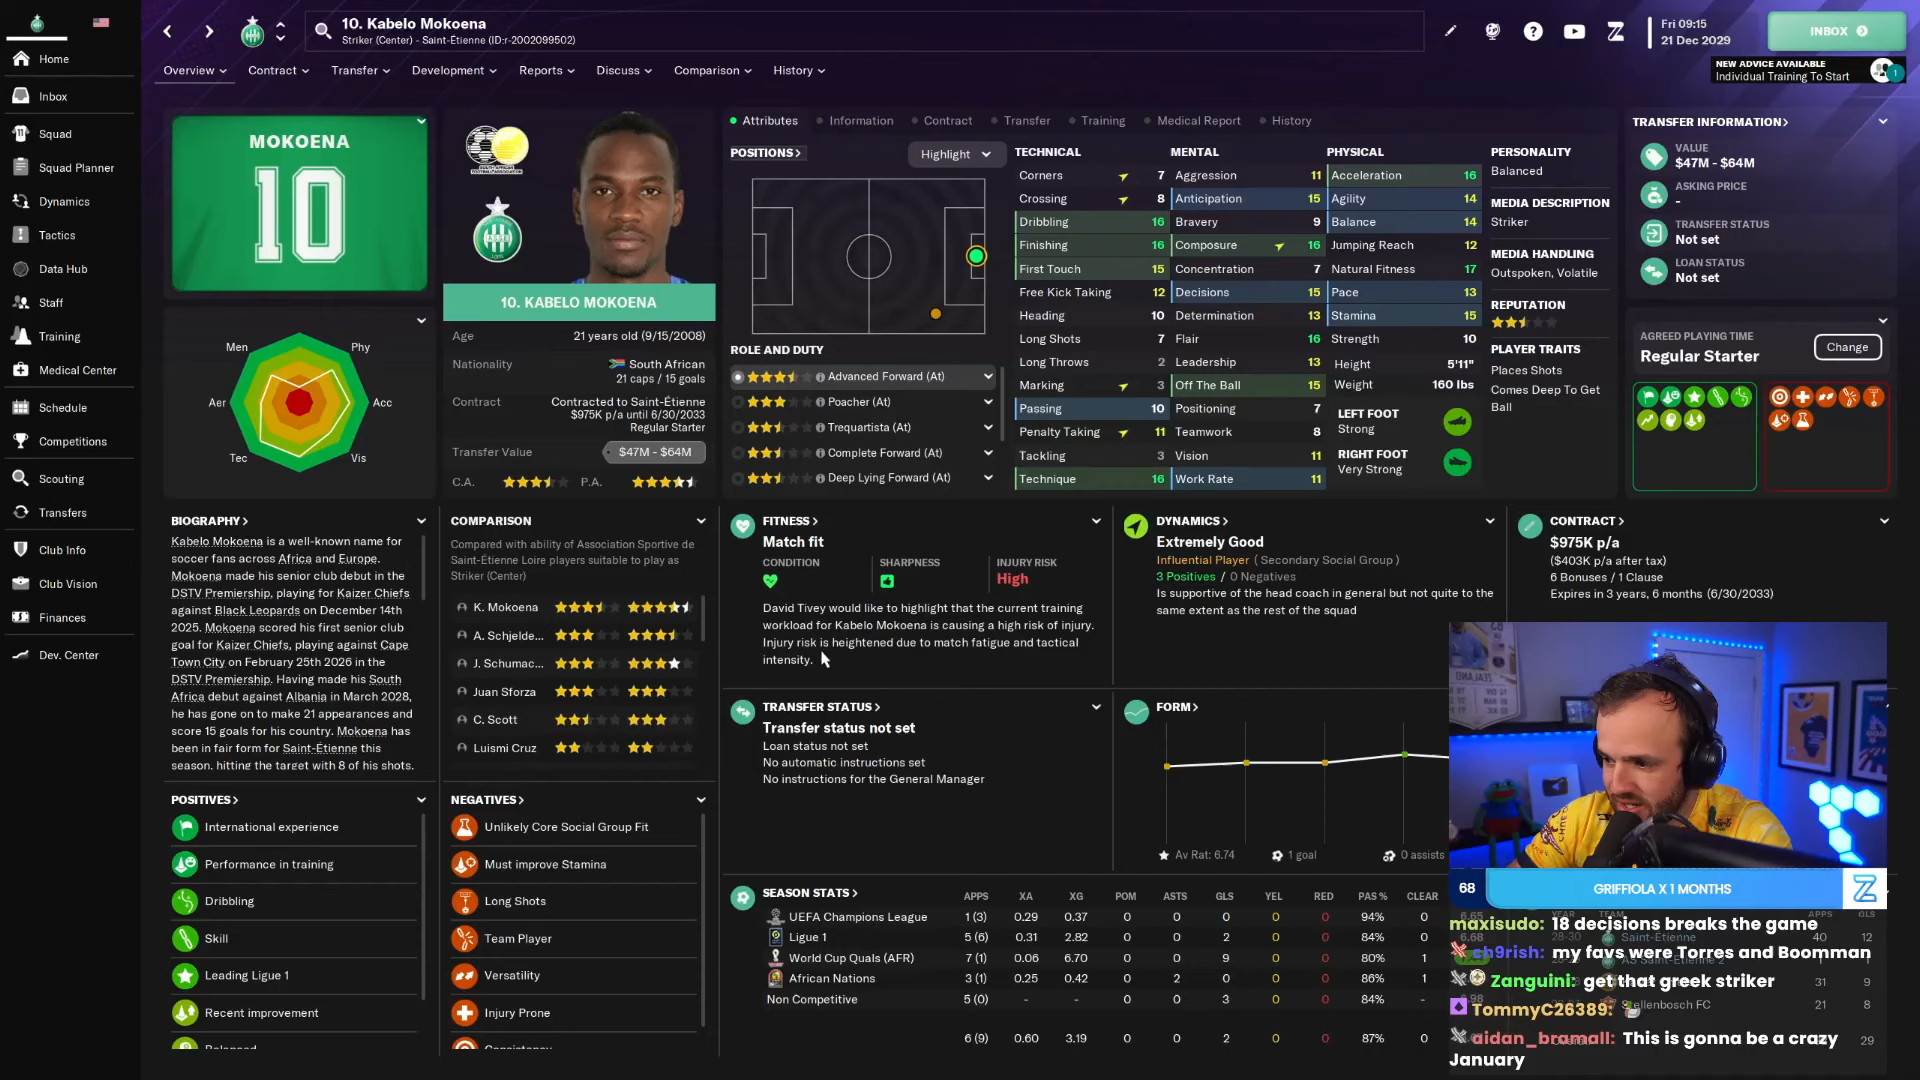 10. Kabelo Mokoena
Striker (Center) - Saint-Étienne (ID:r-2002099502)
Fri 09:15
21 Dec 2029
INBOX
NEW ADVICE AVAILABLE
Individual Training To Start
1
Overview
Contract
Transfer
Development
Reports
Discuss
Comparison
History
Home
Inbox
Squad
Squad Planner
Dynamics
Tactics
Data Hub
Staff
Training
Medical Center
Schedule
Competitions
Scouting
Transfers
Club Info
Club Vision
Finances
Dev. Center
MOKOENA
10
Men
Phy
Aer
Acc
Tec
Vis
10. KABELO MOKOENA
Age 21 years old (9/15/2008)
Nationality South African
21 caps / 15 goals
Contract Contracted to Saint-Étienne
$975K p/a until 6/30/2033
Regular Starter
Transfer Value $47M - $64M
C.A. P.A.
Attributes
Information
Contract
Transfer
Training
Medical Report
History
POSITIONS>
Highlight
ROLE AND DUTY
Advanced Forward (At)
Poacher (At)
Trequartista (At)
Complete Forward (At)
Deep Lying Forward (At)
TECHNICAL
Corners 7
Crossing 8
Dribbling 16
Finishing 16
First Touch 15
Free Kick Taking 12
Heading 10
Long Shots 7
Long Throws 2
Marking 3
Passing 10
Penalty Taking 11
Tackling 3
Technique 16
MENTAL
Aggression 11
Anticipation 15
Bravery 9
Composure 16
Concentration 7
Decisions 15
Determination 13
Flair 16
Leadership 13
Off The Ball 15
Positioning 7
Teamwork 8
Vision 11
Work Rate 11
PHYSICAL
Acceleration 16
Agility 14
Balance 14
Jumping Reach 12
Natural Fitness 17
Pace 13
Stamina 15
Strength 10
Height 5'11"
Weight 160 lbs
LEFT FOOT
Strong
RIGHT FOOT
Very Strong
PERSONALITY
Balanced
MEDIA DESCRIPTION
Striker
MEDIA HANDLING
Outspoken, Volatile
REPUTATION
PLAYER TRAITS
Places Shots
Comes Deep To Get
Ball
TRANSFER INFORMATION>
VALUE
$47M - $64M
ASKING PRICE
-
TRANSFER STATUS
Not set
LOAN STATUS
Not set
AGREED PLAYING TIME
Regular Starter
Change
BIOGRAPHY>
Kabelo Mokoena is a well-known name for
soccer fans across Africa and Europe.
Mokoena made his senior club debut in the
DSTV Premiership, playing for Kaizer Chiefs
against Black Leopards on December 14th
2025. Mokoena scored his first senior club
goal for Kaizer Chiefs, playing against Cape
Town City on February 25th 2026 in the
DSTV Premiership. Having made his South
Africa debut against Albania in March 2028,
he has gone on to make 21 appearances and
score 15 goals for his country. Mokoena has
been in fair form for Saint-Étienne this
season, hitting the target with 8 of his shots.
COMPARISON
Compared with ability of Association Sportive de
Saint-Étienne Loire players suitable to play as
Striker (Center)
K. Mokoena
A. Schjelde...
J. Schumac...
Juan Sforza
C. Scott
Luismi Cruz
FITNESS>
Match fit
CONDITION
SHARPNESS
INJURY RISK
High
David Tivey would like to highlight that the current training
workload for Kabelo Mokoena is causing a high risk of injury.
Injury risk is heightened due to match fatigue and tactical
intensity.
DYNAMICS>
Extremely Good
Influential Player ( Secondary Social Group )
3 Positives / 0 Negatives
Is supportive of the head coach in general but not quite to the
same extent as the rest of the squad
CONTRACT>
$975K p/a
($403K p/a after tax)
6 Bonuses / 1 Clause
Expires in 3 years, 6 months (6/30/2033)
TRANSFER STATUS>
Transfer status not set
Loan status not set
No automatic instructions set
No instructions for the General Manager
FORM>
Av Rat: 6.74
1 goal
0 assists
POSITIVES>
International experience
Performance in training
Dribbling
Skill
Leading Ligue 1
Recent improvement
Balanced
NEGATIVES>
Unlikely Core Social Group Fit
Must improve Stamina
Long Shots
Team Player
Versatility
Injury Prone
Consistency
SEASON STATS> APPS XA XG POM ASTS GLS YEL RED PAS % CLEAR
UEFA Champions League 1 (3) 0.29 0.37 0 0 0 0 0 94% 0
Ligue 1 5 (6) 0.31 2.82 0 0 2 0 0 84% 0
World Cup Quals (AFR) 7 (1) 0.06 6.70 0 0 9 0 0 80% 1
African Nations 3 (1) 0.25 0.42 0 2 0 0 0 86% 1
Non Competitive 5 (0) - - 0 0 3 0 0 84% -
6 (9) 0.60 3.19 0 0 2 0 0 87% 0
68
GRIFFIOLA X 1 MONTHS
maxisudo: 18 decisions breaks the game
ch9rish: my favs were Torres and Boomman
Zanguini: get that greek striker
TommyC26389:
aidan_bramall: This is gonna be a crazy
January
APPS GLS
Saint-Étienne 40 12
31 9
Stellenbosch FC 21 8
29